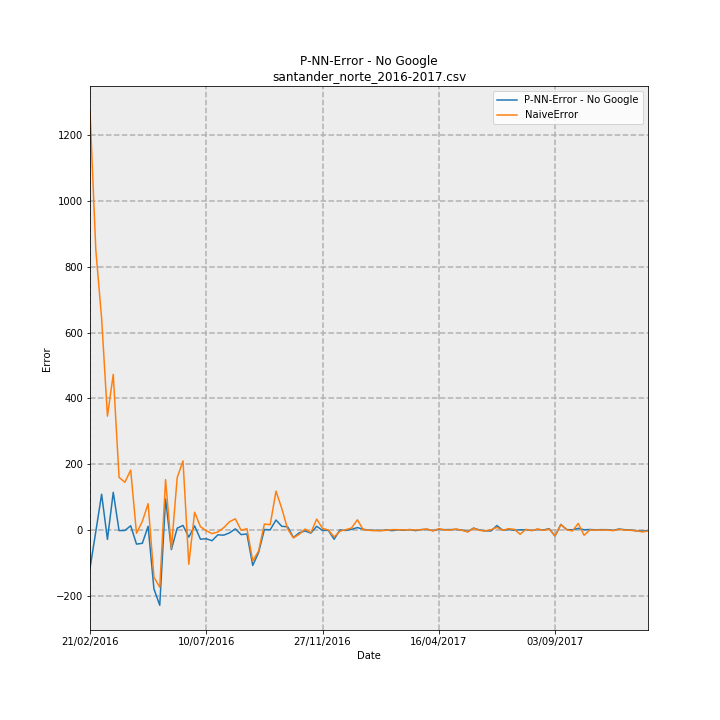 P-NN-Error - No Google
santander_norte_2016-2017.csv
P-NN-Error - No Google
NaiveError
1200
1000
800
600
400
200
0
−200
Error
21/02/2016
10/07/2016
27/11/2016
16/04/2017
03/09/2017
Date